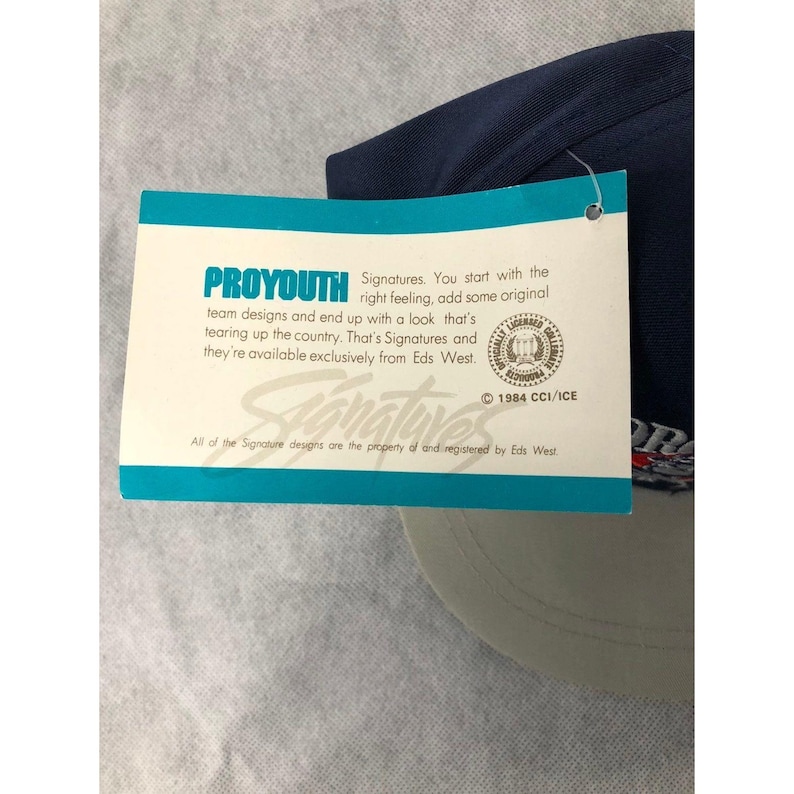 PROYOUTH Signatures. You start with the
right feeling, add some original
team designs and end up with a look that's
tearing up the country. That's Signatures and
they're available exclusively from Eds West.
OFFICIALLY LICENSED COLLEGIATE PRODUCTS
© 1984 CCI/ICE
Signatures
All of the Signature designs are the property of and registered by Eds West.